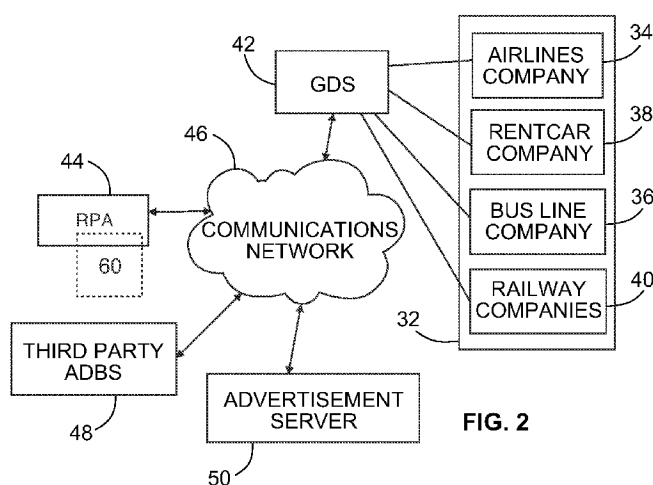 42
GDS
AIRLINES
COMPANY
34
RENTCAR
COMPANY
38
BUS LINE
COMPANY
36
RAILWAY
COMPANIES
40
32
46
COMMUNICATIONS
NETWORK
44
RPA
60
THIRD PARTY
ADBS
48
ADVERTISEMENT
SERVER
50
FIG. 2